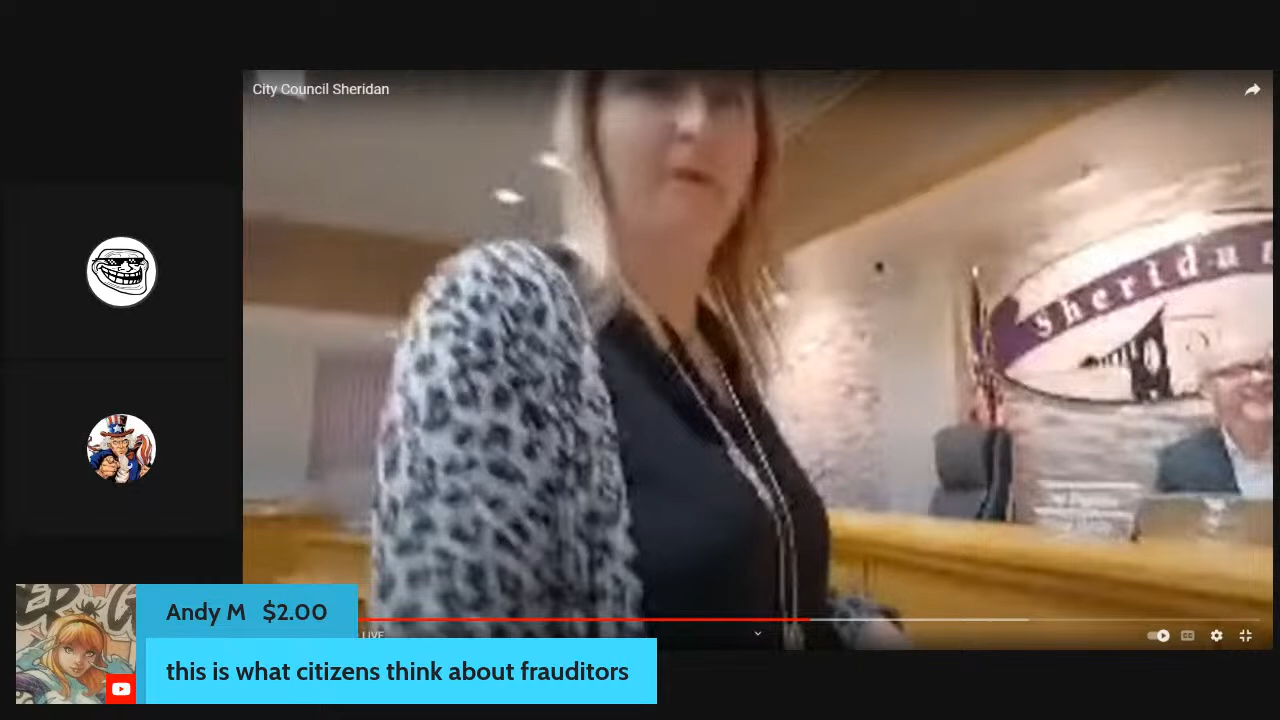 City Council Sheridan
Sheridan
LIVE
Andy M $2.00
this is what citizens think about frauditors